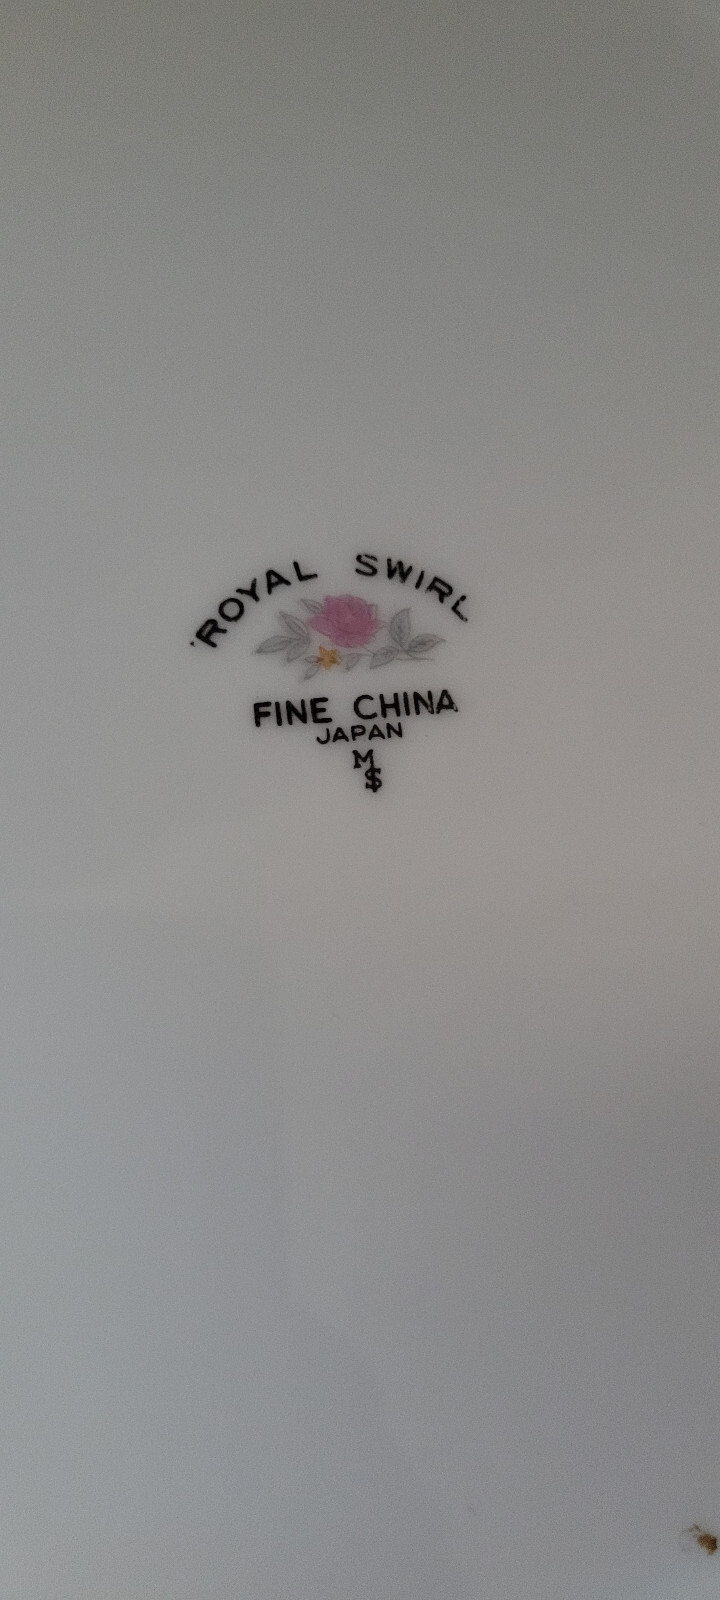 ROYAL SWIRL
FINE CHINA
JAPAN
M
$